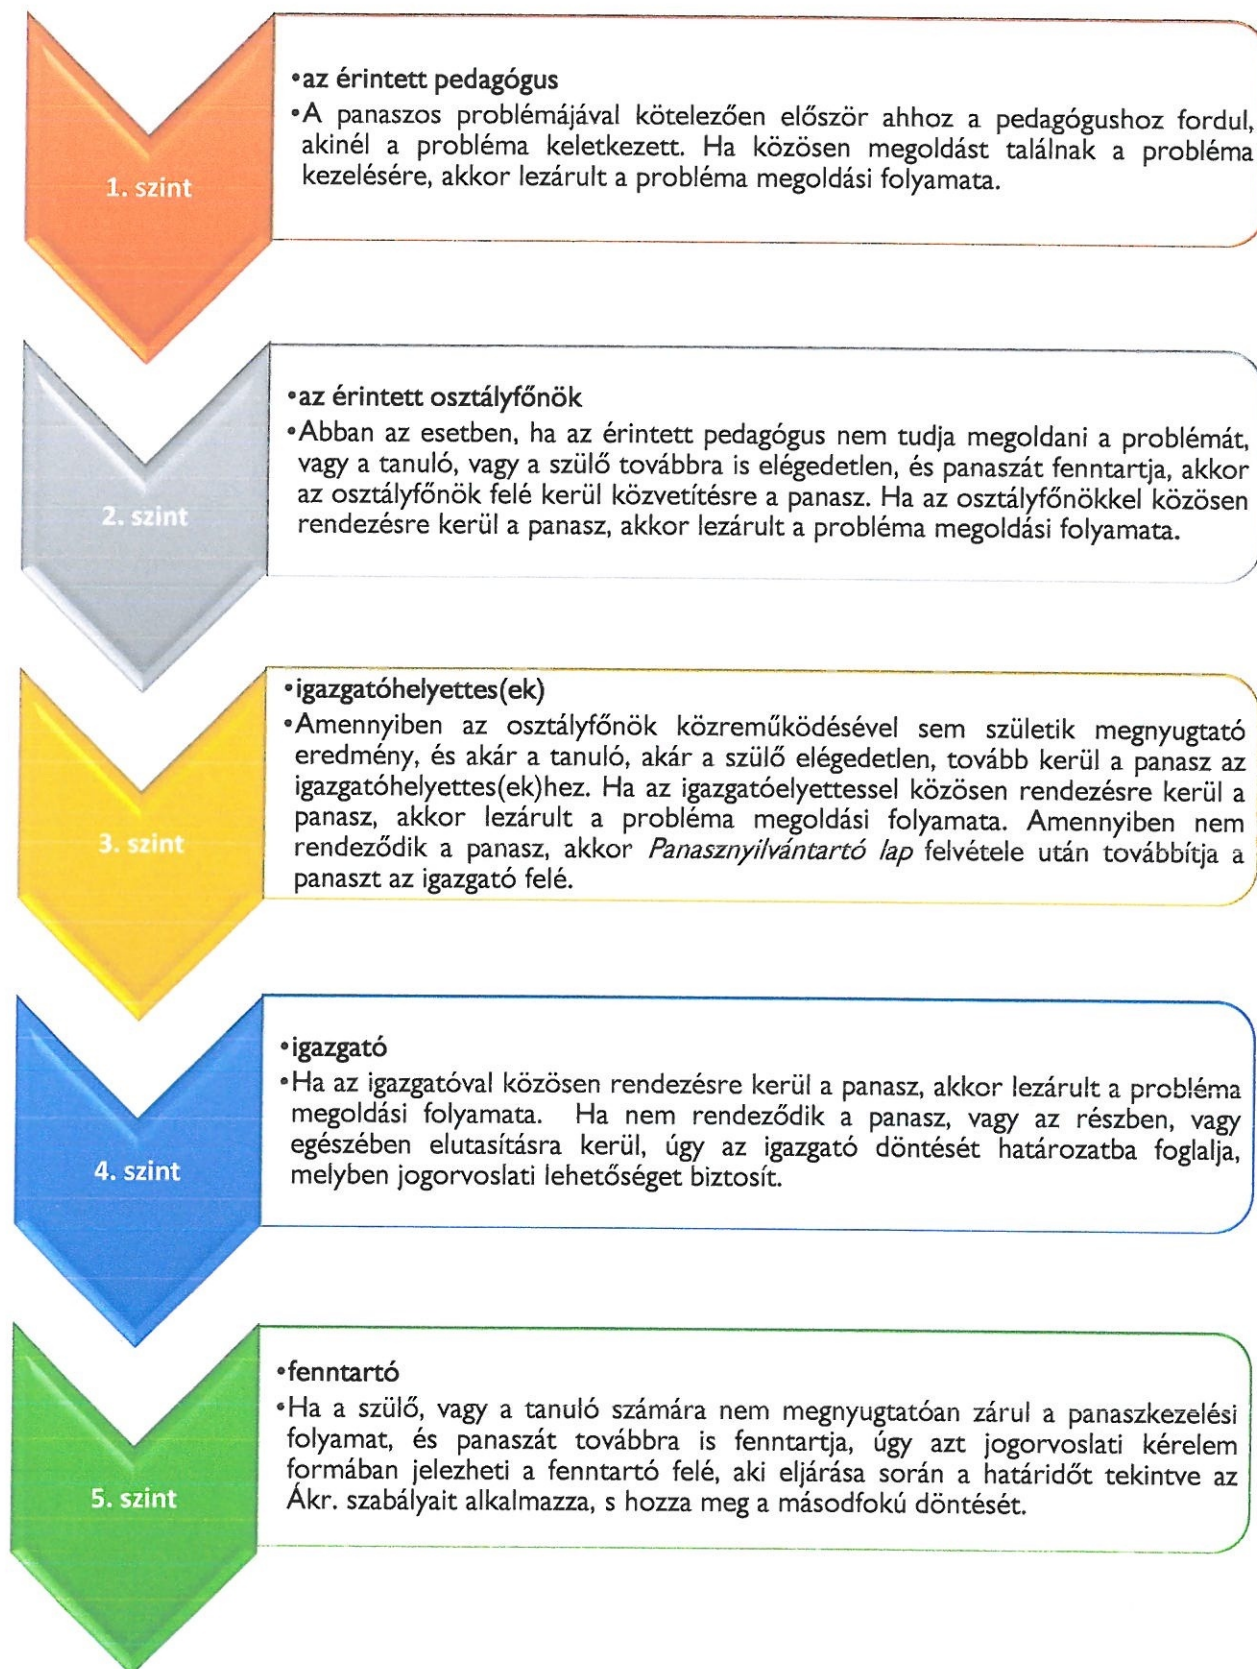 1. szint
•az érintett pedagógus
•A panaszos problémájával kötelezően először ahhoz a pedagógushoz fordul,
akinél a probléma keletkezett. Ha közösen megoldást találnak a probléma
kezelésére, akkor lezárult a probléma megoldási folyamata.
2. szint
•az érintett osztályfőnök
•Abban az esetben, ha az érintett pedagógus nem tudja megoldani a problémát,
vagy a tanuló, vagy a szülő továbbra is elégedetlen, és panaszát fenntartja, akkor
az osztályfőnök felé kerül közvetítésre a panasz. Ha az osztályfőnökkel közösen
rendezésre kerül a panasz, akkor lezárult a probléma megoldási folyamata.
3. szint
•igazgatóhelyettes(ek)
•Amennyiben az osztályfőnök közreműködésével sem születik megnyugtató
eredmény, és akár a tanuló, akár a szülő elégedetlen, tovább kerül a panasz az
igazgatóhelyettes(ek)hez. Ha az igazgatóelyettessel közösen rendezésre kerül a
panasz, akkor lezárult a probléma megoldási folyamata. Amennyiben nem
rendeződik a panasz, akkor Panasznyilvántartó lap felvétele után továbbítja a
panaszt az igazgató felé.
4. szint
•igazgató
•Ha az igazgatóval közösen rendezésre kerül a panasz, akkor lezárult a probléma
megoldási folyamata. Ha nem rendeződik a panasz, vagy az részben, vagy
egészében elutasításra kerül, úgy az igazgató döntését határozatba foglalja,
melyben jogorvoslati lehetőséget biztosít.
5. szint
•fenntartó
•Ha a szülő, vagy a tanuló számára nem megnyugtatóan zárul a panaszkezelési
folyamat, és panaszát továbbra is fenntartja, úgy azt jogorvoslati kérelem
formában jelezheti a fenntartó felé, aki eljárása során a határidőt tekintve az
Ákr. szabályait alkalmazza, s hozza meg a másodfokú döntését.